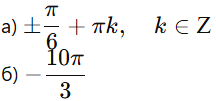 а) ± π/6 + πk, k ∈ Z
б) − 10π/3